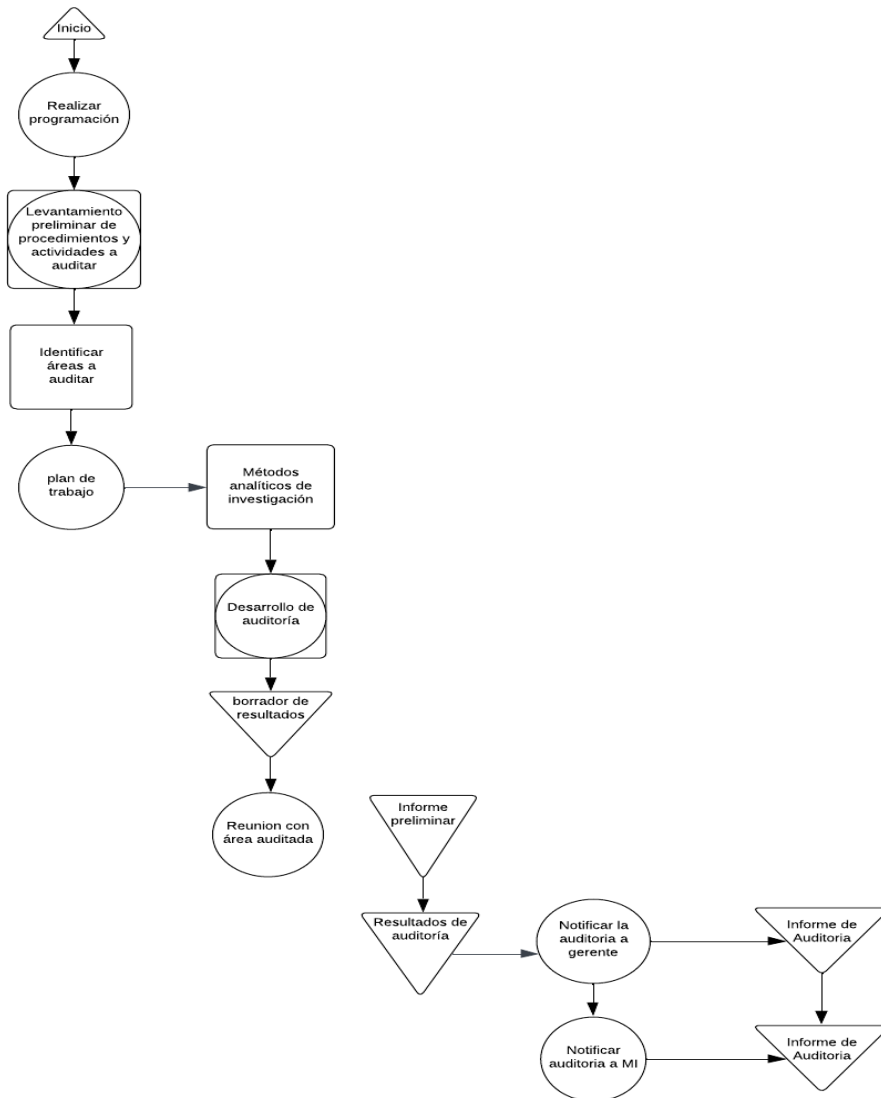 Inicio
Realizar
programación
Levantamiento
preliminar de
procedimientos y
actividades a
auditar
Identificar
áreas a
auditar
plan de
trabajo
Métodos
analíticos de
investigación
Desarrollo de
auditoría
borrador de
resultados
Reunion con
área auditada
Informe
preliminar
Resultados de
auditoría
Notificar la
auditoria a
gerente
Informe de
Auditoria
Notificar
auditoria a MI
Informe de
Auditoria